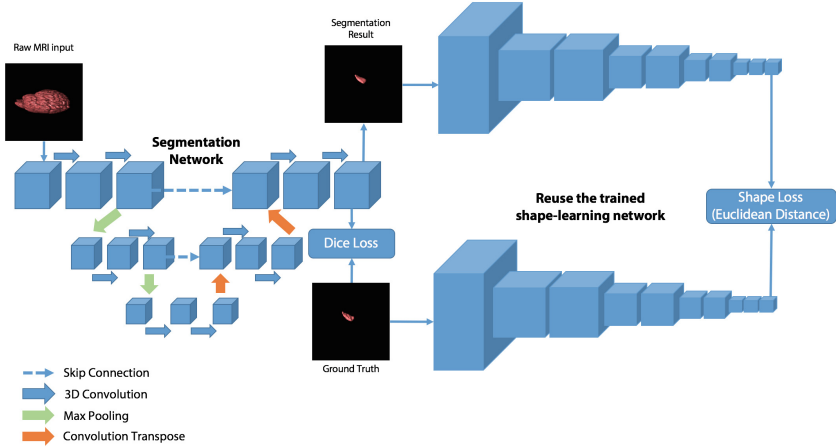 Raw MRI input
Segmentation
Result
Segmentation
Network
Reuse the trained
shape-learning network
Shape Loss
(Euclidean Distance)
Dice Loss
Ground Truth
Skip Connection
3D Convolution
Max Pooling
Convolution Transpose